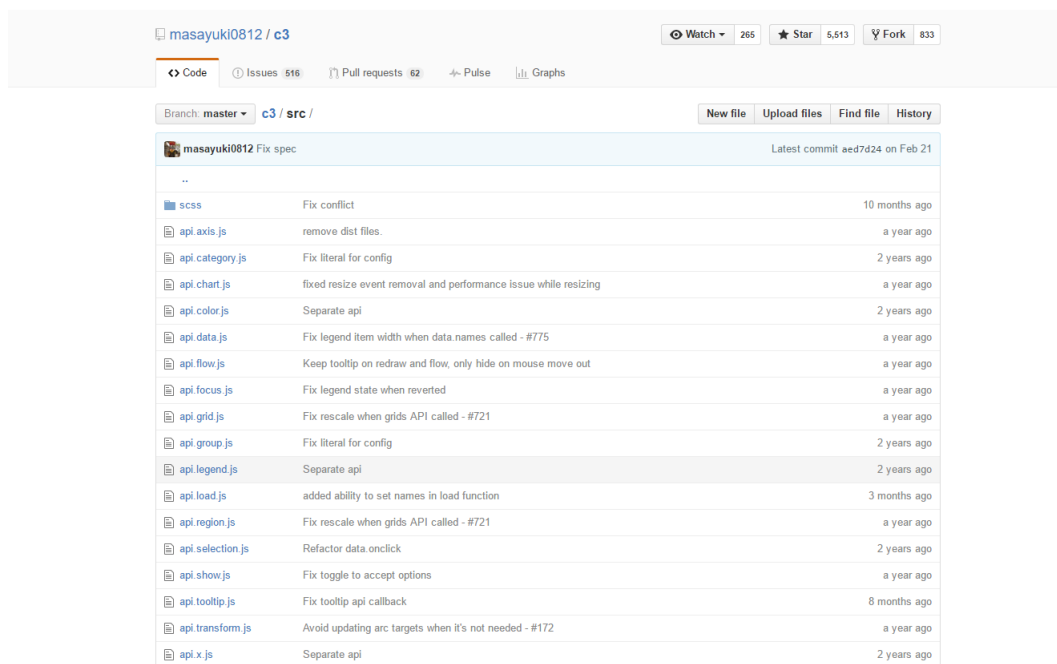 masayuki0812 / c3
Watch 265 Star 5,513 Fork 833
Code Issues 516 Pull requests 62 Pulse Graphs
Branch: master c3 / src / New file Upload files Find file History
masayuki0812 Fix spec Latest commit aed7d24 on Feb 21
..
scss Fix conflict 10 months ago
api.axis.js remove dist files. a year ago
api.category.js Fix literal for config 2 years ago
api.chart.js fixed resize event removal and performance issue while resizing a year ago
api.color.js Separate api 2 years ago
api.data.js Fix legend item width when data.names called - #775 a year ago
api.flow.js Keep tooltip on redraw and flow, only hide on mouse move out a year ago
api.focus.js Fix legend state when reverted a year ago
api.grid.js Fix rescale when grids API called - #721 a year ago
api.group.js Fix literal for config 2 years ago
api.legend.js Separate api 2 years ago
api.load.js added ability to set names in load function 3 months ago
api.region.js Fix rescale when grids API called - #721 a year ago
api.selection.js Refactor data.onclick 2 years ago
api.show.js Fix toggle to accept options a year ago
api.tooltip.js Fix tooltip api callback 8 months ago
api.transform.js Avoid updating arc targets when it's not needed - #172 a year ago
api.x.js Separate api 2 years ago